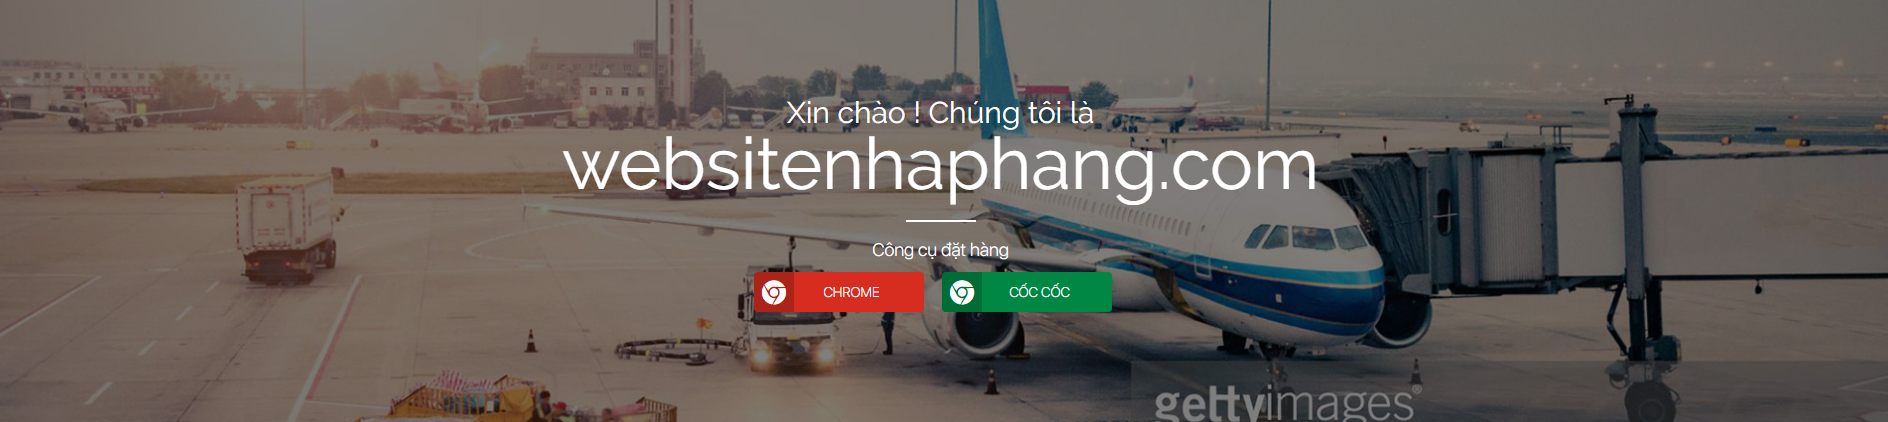 Xin chào ! Chúng tôi là
websitenhaphang.com
Công cụ đặt hàng
CHROME
CỐC CỐC
gettyimages®